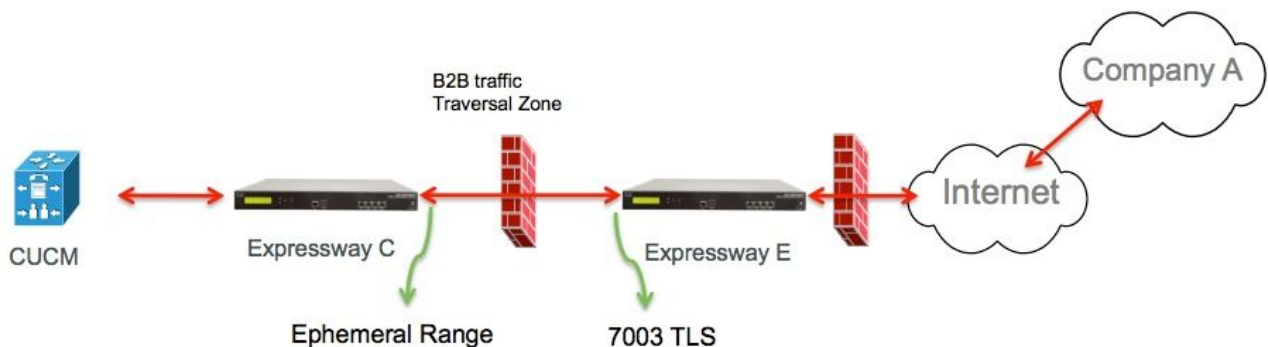 B2B traffic
Traversal Zone
Company A
Internet
CUCM
Expressway C
Expressway E
Ephemeral Range
7003 TLS